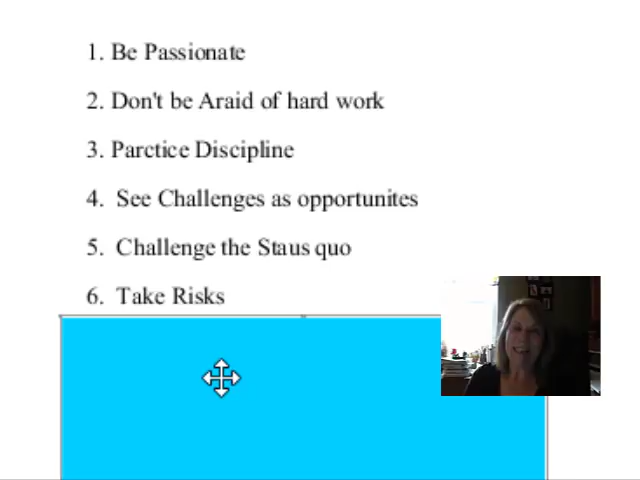 1. Be Passionate
2. Don't be Araid of hard work
3. Parctice Discipline
4. See Challenges as opportunites
5. Challenge the Staus quo
6. Take Risks